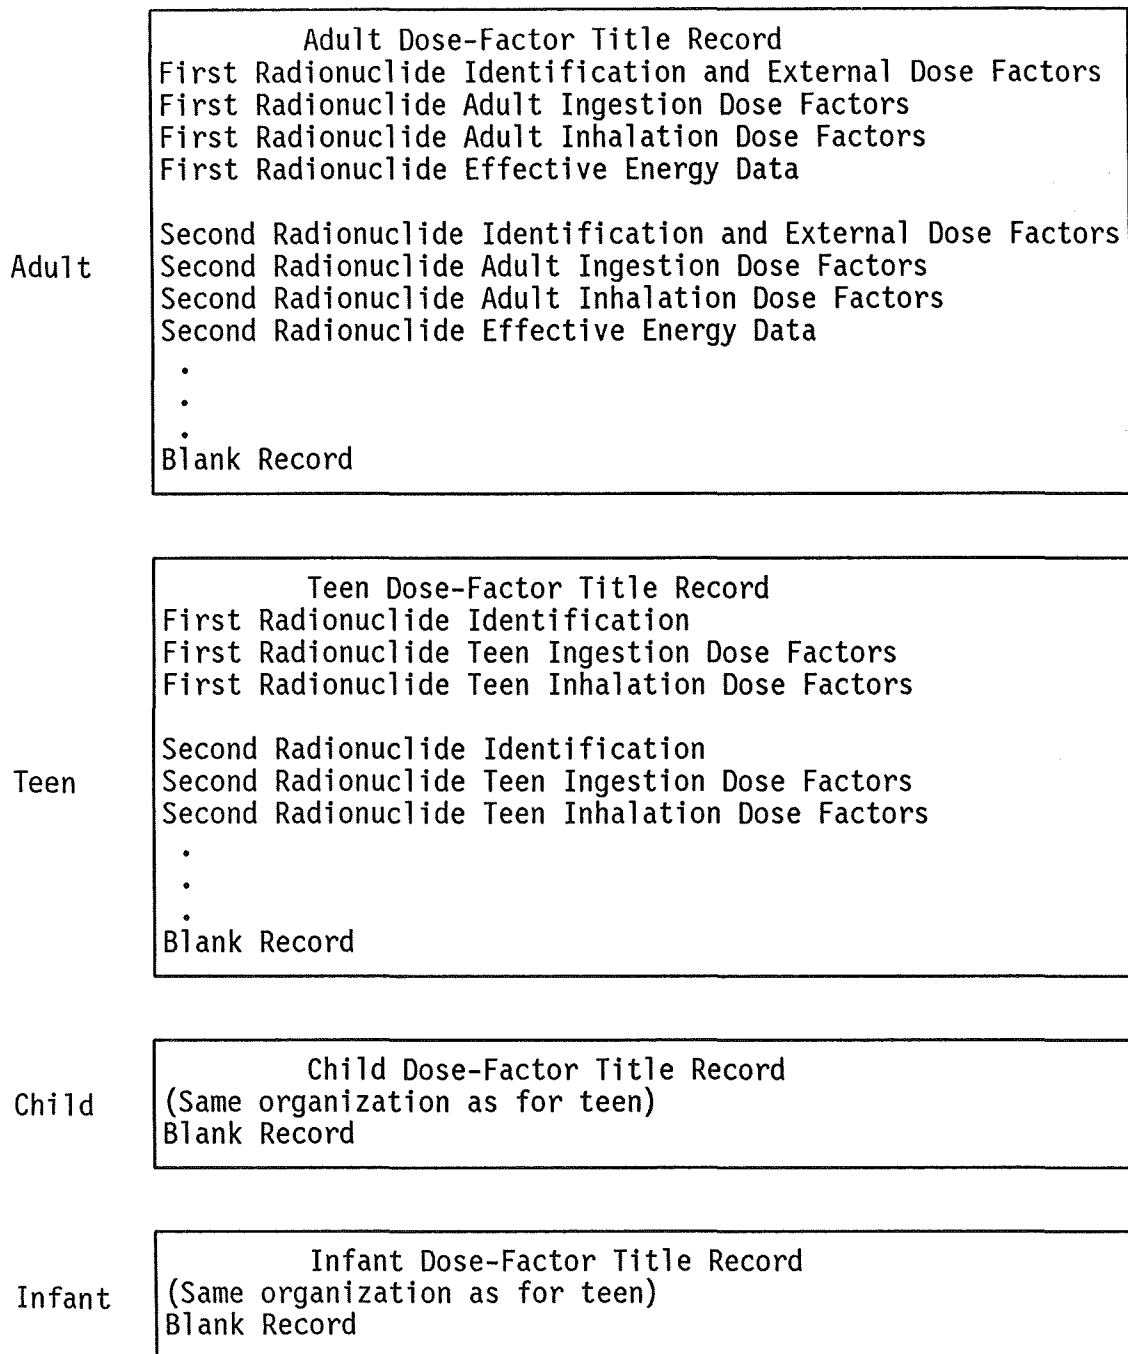 Adult Dose-Factor Title Record
First Radionuclide Identification and External Dose Factors
First Radionuclide Adult Ingestion Dose Factors
First Radionuclide Adult Inhalation Dose Factors
First Radionuclide Effective Energy Data
Second Radionuclide Identification and External Dose Factors
Adult
Second Radionuclide Adult Ingestion Dose Factors
Second Radionuclide Adult Inhalation Dose Factors
Second Radionuclide Effective Energy Data
.
.
.
Blank Record
Teen Dose-Factor Title Record
First Radionuclide Identification
First Radionuclide Teen Ingestion Dose Factors
First Radionuclide Teen Inhalation Dose Factors
Second Radionuclide Identification
Teen
Second Radionuclide Teen Ingestion Dose Factors
Second Radionuclide Teen Inhalation Dose Factors
.
.
.
Blank Record
Child Dose-Factor Title Record
Child
(Same organization as for teen)
Blank Record
Infant Dose-Factor Title Record
Infant
(Same organization as for teen)
Blank Record